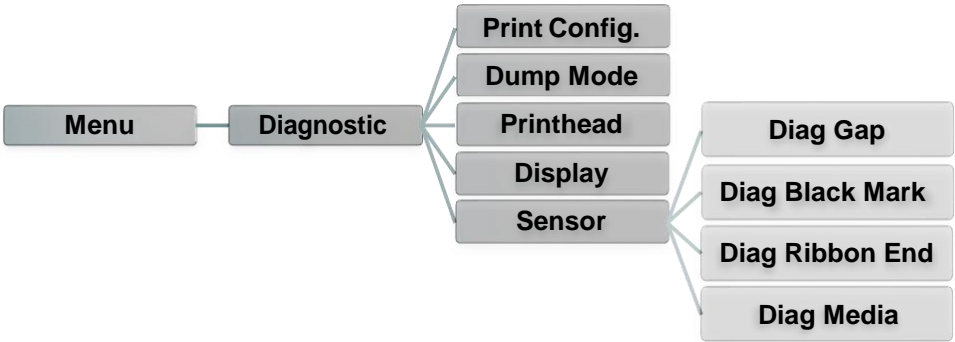 Menu
Diagnostic
Print Config.
Dump Mode
Printhead
Display
Sensor
Diag Gap
Diag Black Mark
Diag Ribbon End
Diag Media